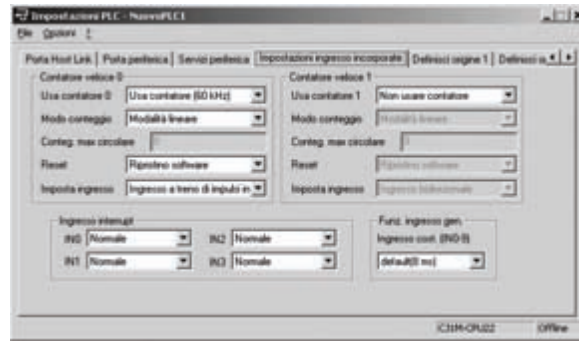 Impostazioni PLC - NuovoPLC1
File Opzioni ?
Porta Host Link Porta periferica Servizi periferica Impostazioni ingresso incorporate Definisci origine 1 Definisci
Contatore veloce 0
Usa contatore 0 Usa contatore (60 kHz)
Modo conteggio Modalità lineare
Conteg. max circolare 0
Reset Ripristino software
Imposta ingresso Ingresso a treno di impulsi in
Contatore veloce 1
Usa contatore 1 Non usare contatore
Modo conteggio Modalità lineare
Conteg. max circolare
Reset Ripristino software
Imposta ingresso Ingresso bidirezionale
Ingresso interrupt
IN0 Normale IN2 Normale
IN1 Normale IN3 Normale
Funz. ingresso gen.
Ingresso cost. (IN0-9)
default(8 ms)
CJ1M-CPU22 Offline